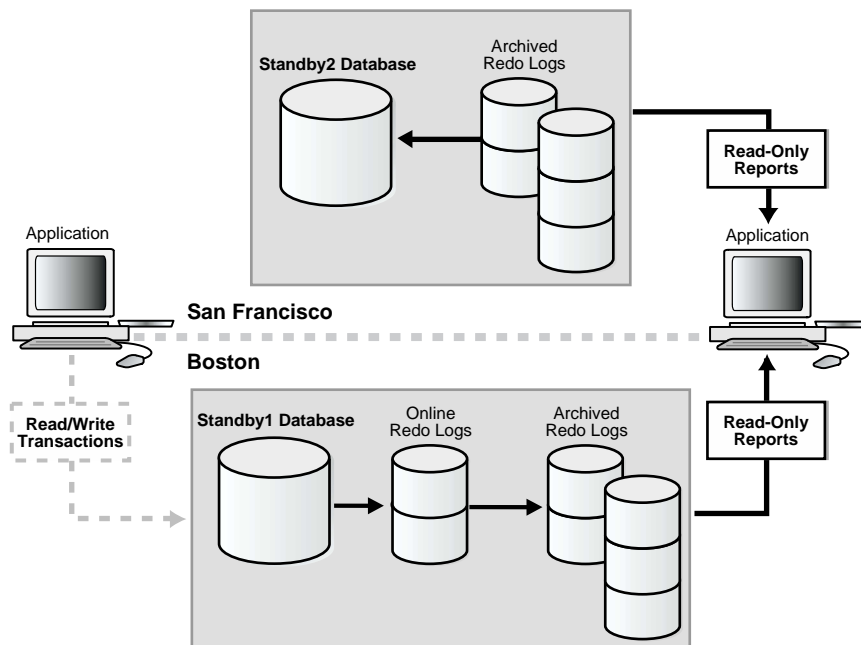 Standby2 Database
Archived
Redo Logs
Read-Only
Reports
Application
Application
San Francisco
Boston
Read/Write
Transactions
Standby1 Database
Online
Redo Logs
Archived
Redo Logs
Read-Only
Reports